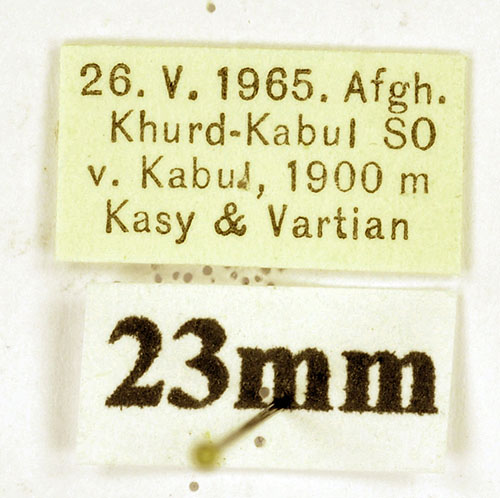 26. V. 1965. Afgh.
Khurd-Kabul SO
v. Kabul, 1900 m
Kasy & Vartian
23mm